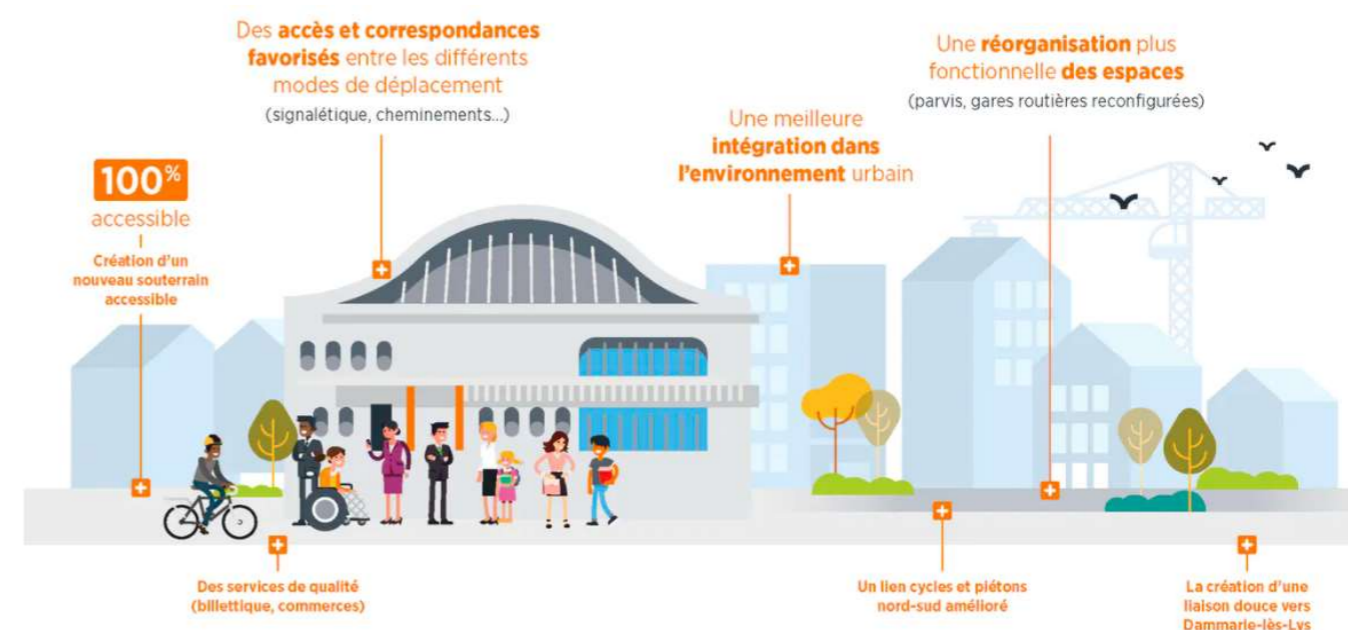 Des accès et correspondances
favorisés entre les différents
modes de déplacement
(signalétique, cheminements...)
Une réorganisation plus
fonctionnelle des espaces
(parvis, gares routières reconfigurées)
Une meilleure
intégration dans
l'environnement urbain
100%
accessible
Création d'un
nouveau souterrain
accessible
Des services de qualité
(billettique, commerces)
Un lien cycles et piétons
nord-sud amélioré
La création d'une
liaison douce vers
Dammarie-lès-Lys